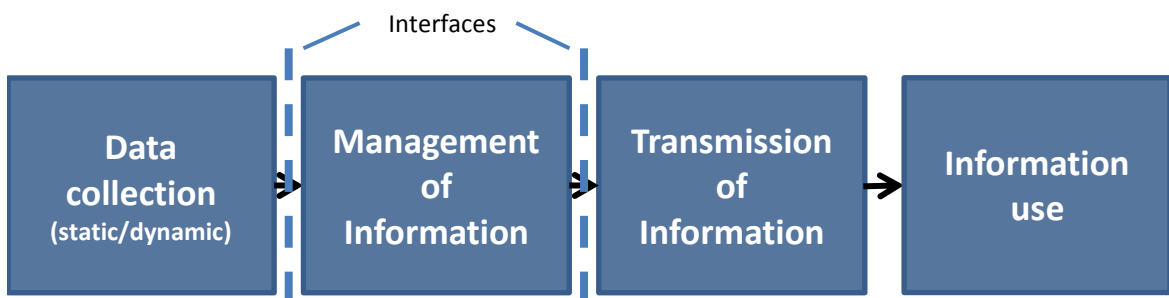 Interfaces
Data
collection
(static/dynamic)
Management
of
Information
Transmission
of
Information
Information
use